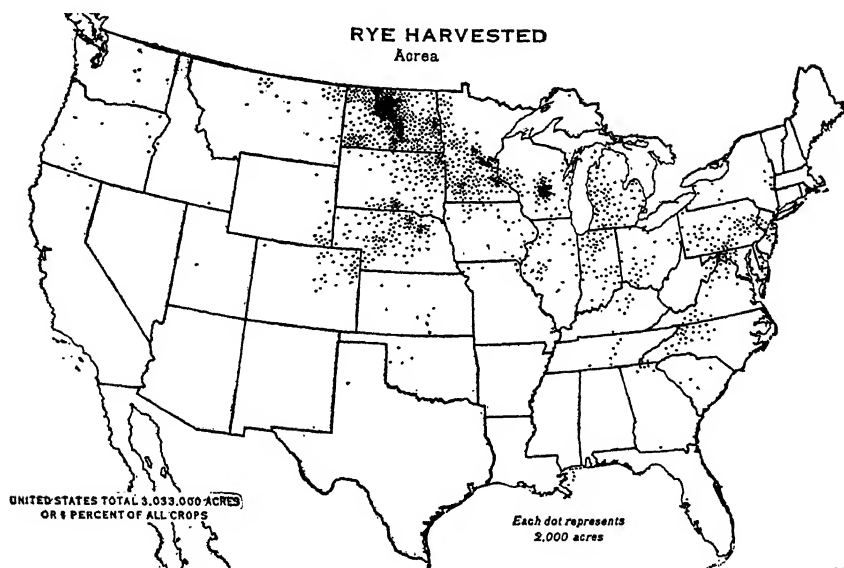 RYE HARVESTED
Acrea
UNITED STATES TOTAL 3,033,000 ACRES
OR PERCENT OF ALL CROPS
Each dot represents
2,000 acres